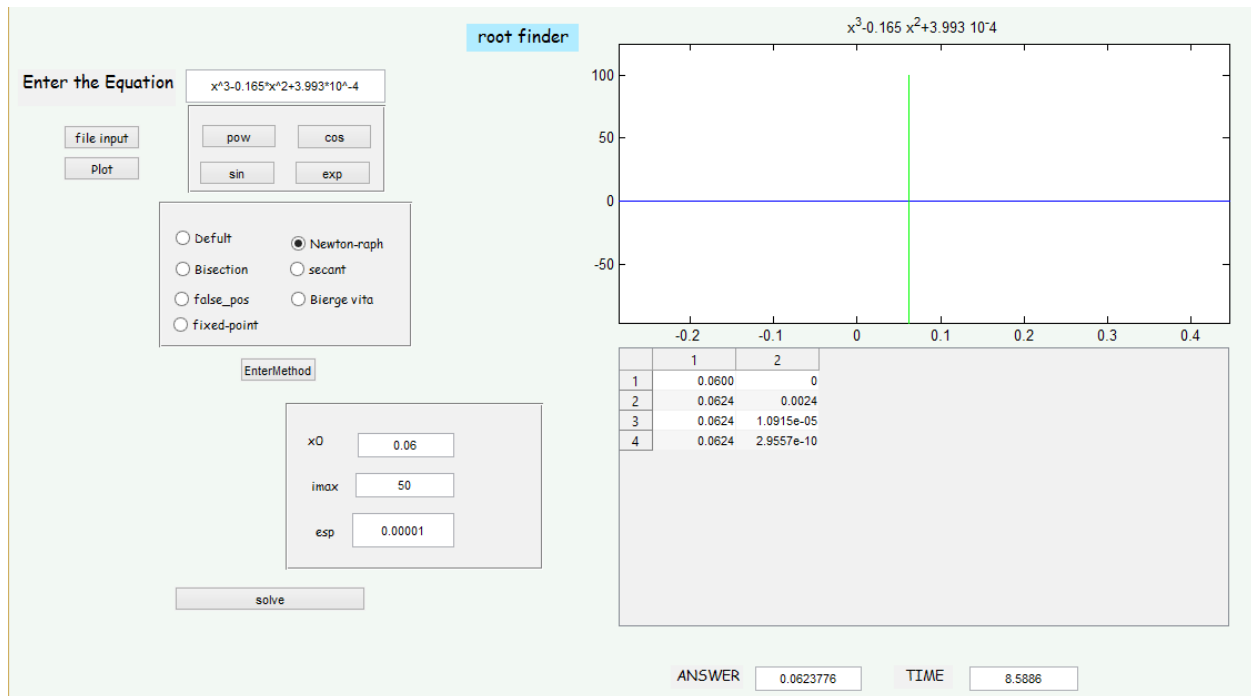 root finder
x^3-0.165 x^2+3.993 10^-4
Enter the Equation
x^3-0.165*x^2+3.993*10^-4
file input
Plot
pow
cos
sin
exp
Defult
Newton-raph
Bisection
secant
false_pos
Bierge vita
fixed-point
EnterMethod
x0
0.06
imax
50
esp
0.00001
solve
100
50
0
-50
-0.2
-0.1
0
0.1
0.2
0.3
0.4
1 2
1 0.0600 0
2 0.0624 0.0024
3 0.0624 1.0915e-05
4 0.0624 2.9557e-10
ANSWER 0.0623776 TIME 8.5886